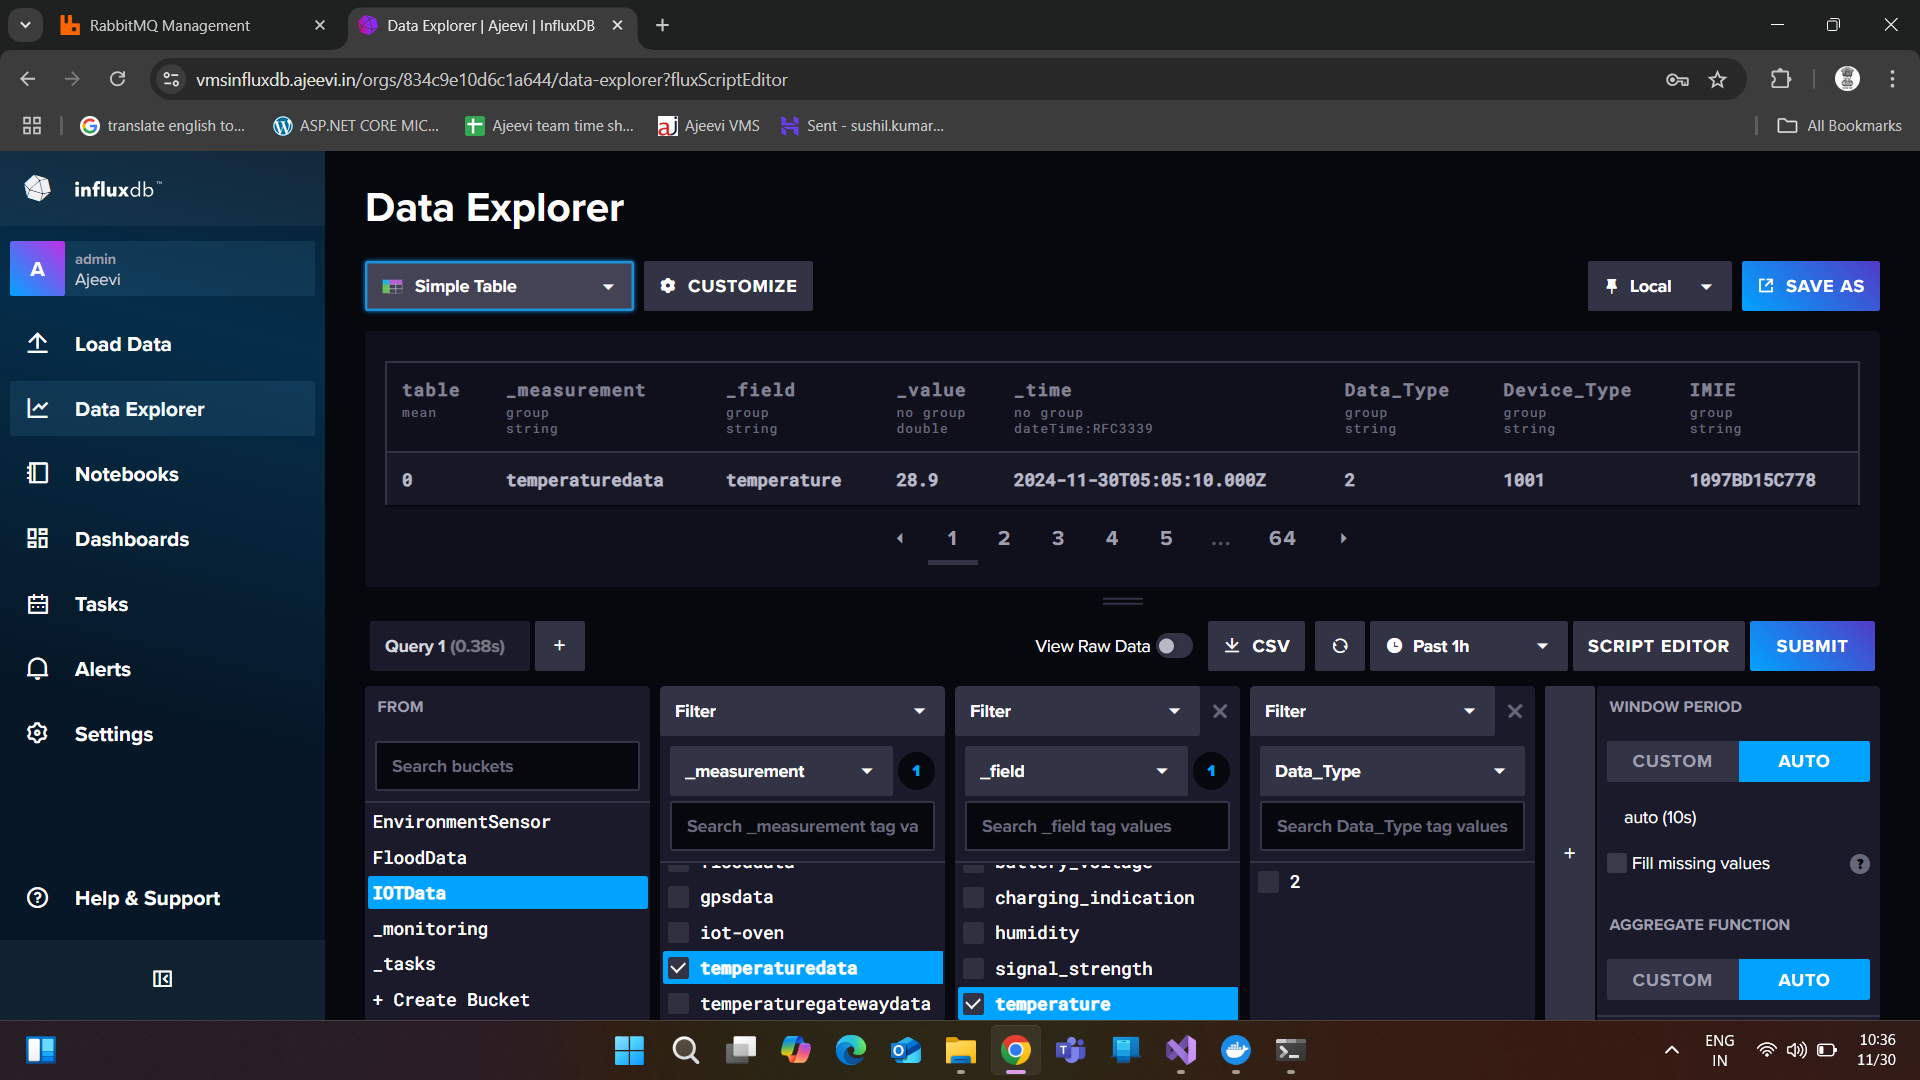 RabbitMQ Management
Data Explorer | Ajeevi | InfluxDB
vmsinfluxdb.ajeevi.in/orgs/834c9e10d6c1a644/data-explorer?fluxScriptEditor
translate english to...
ASP.NET CORE MIC...
Ajeevi team time sh...
Ajeevi VMS
Sent - sushil.kumar...
All Bookmarks
influxdb™
A
admin
Ajeevi
Load Data
Data Explorer
Notebooks
Dashboards
Tasks
Alerts
Settings
Help & Support
Data Explorer
Simple Table
CUSTOMIZE
Local
SAVE AS
table _measurement _field _value _time Data_Type Device_Type IMIE
mean group group no group no group group group group
string string double dateTime:RFC3339 string string string
0 temperaturedata temperature 28.9 2024-11-30T05:05:10.000Z 2 1001 1097BD15C778
1 2 3 4 5 ... 64
Query 1 (0.38s)
+
View Raw Data
CSV
Past 1h
SCRIPT EDITOR
SUBMIT
FROM
Search buckets
EnvironmentSensor
FloodData
IOTData
_monitoring
_tasks
+ Create Bucket
Filter
_measurement
1
Search _measurement tag va
flooddata
gpsdata
iot-oven
temperaturedata
temperaturegatewaydata
Filter
_field
1
Search _field tag values
battery_voltage
charging_indication
humidity
signal_strength
temperature
Filter
Data_Type
Search Data_Type tag values
2
+
WINDOW PERIOD
CUSTOM
AUTO
auto (10s)
Fill missing values
?
AGGREGATE FUNCTION
CUSTOM
AUTO
ENG
IN
10:36
11/30